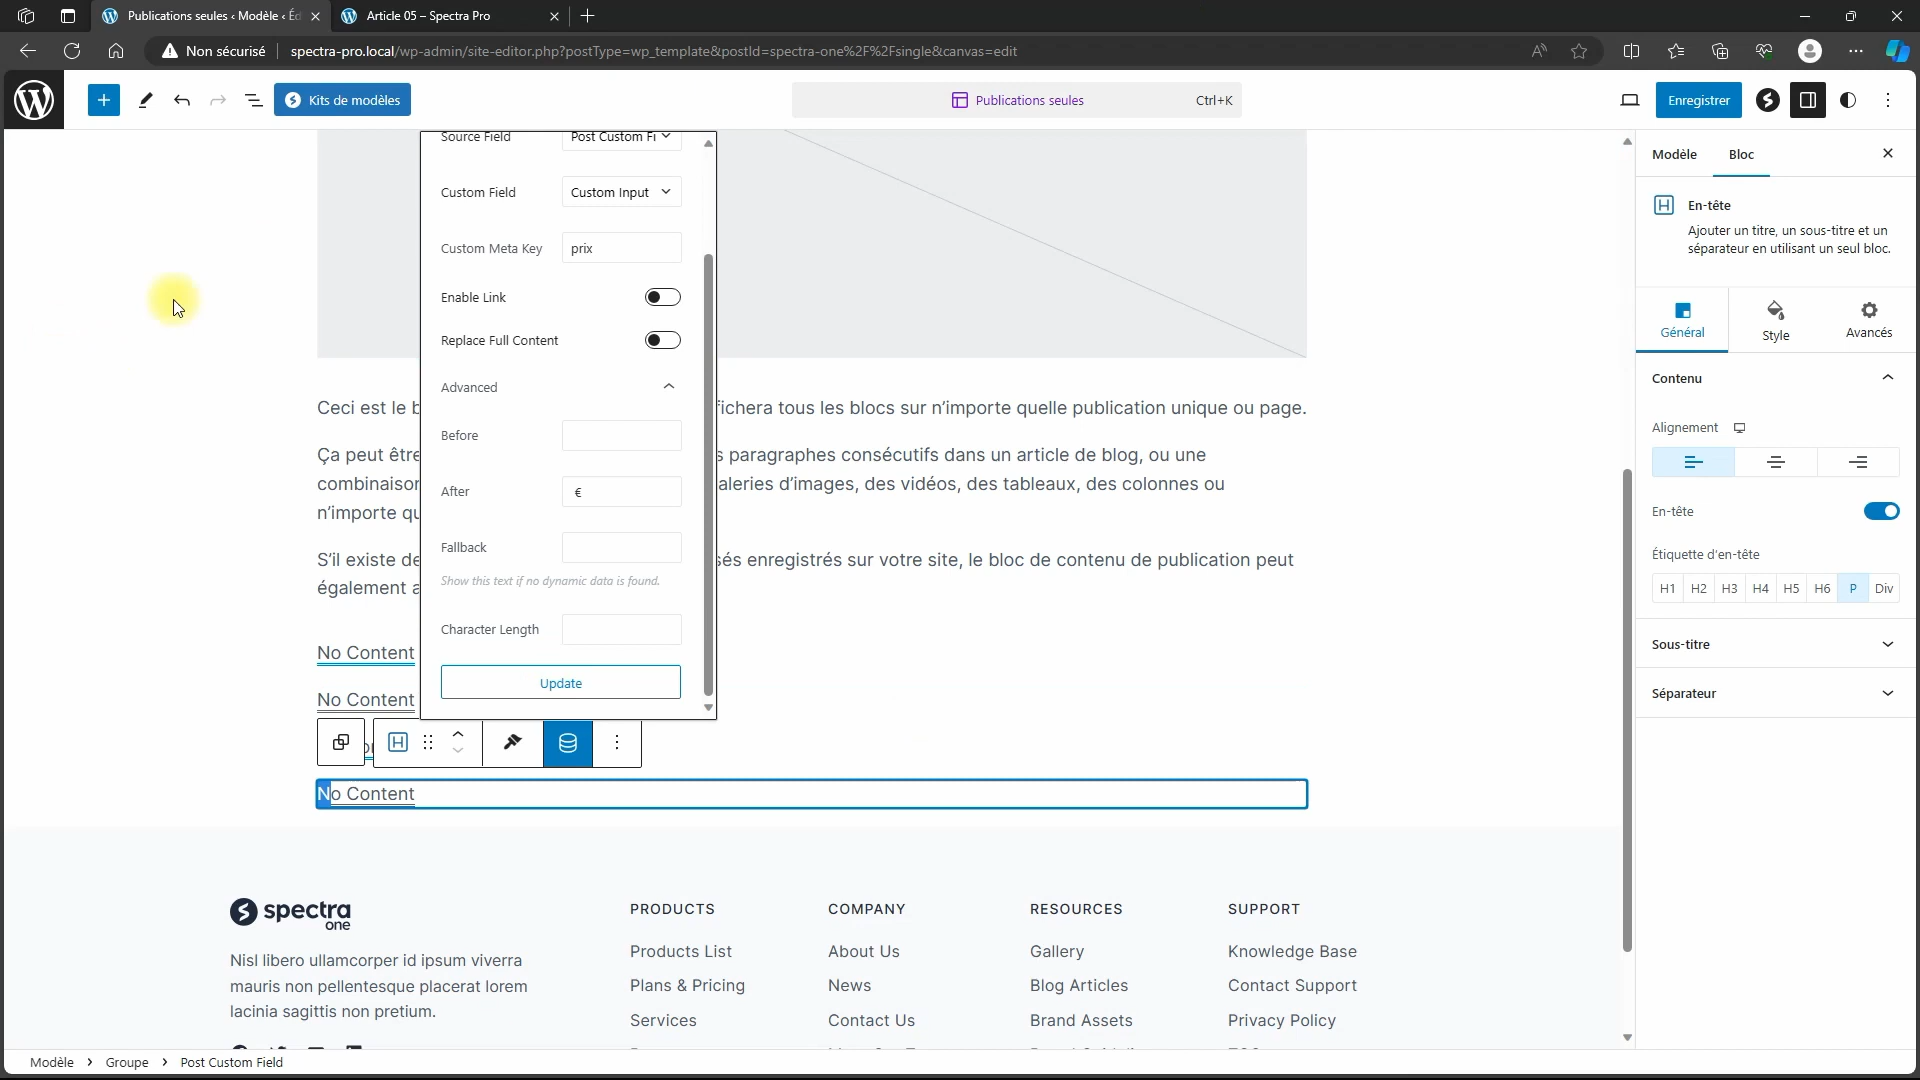 Publications seules ‹ Modèle ‹ Éd
Article 05 – Spectra Pro
Non sécurisé
spectra-pro.local/wp-admin/site-editor.php?postType=wp_template&postId=spectra-one%2F%2Fsingle&canvas=edit
Kits de modèles
Publications seules
Ctrl+K
Enregistrer
Source Field
Post Custom Fi
Custom Field
Custom Input
Custom Meta Key
prix
Enable Link
Replace Full Content
Advanced
Before
After
€
Fallback
Show this text if no dynamic data is found.
Character Length
Update
Ceci est le b
fichera tous les blocs sur n’importe quelle publication unique ou page.
Ça peut être
s paragraphes consécutifs dans un article de blog, ou une
combinaison
aleries d’images, des vidéos, des tableaux, des colonnes ou
n’importe qu
S’il existe de
sés enregistrés sur votre site, le bloc de contenu de publication peut
également a
No Content
No Content
No Content
Modèle
Bloc
En-tête
Ajouter un titre, un sous-titre et un
séparateur en utilisant un seul bloc.
Général
Style
Avancés
Contenu
Alignement
En-tête
Étiquette d'en-tête
H1 H2 H3 H4 H5 H6 P Div
Sous-titre
Séparateur
spectra
one
Nisl libero ullamcorper id ipsum viverra
mauris non pellentesque placerat lorem
lacinia sagittis non pretium.
PRODUCTS
Products List
Plans & Pricing
Services
COMPANY
About Us
News
Contact Us
RESOURCES
Gallery
Blog Articles
Brand Assets
SUPPORT
Knowledge Base
Contact Support
Privacy Policy
Modèle > Groupe > Post Custom Field